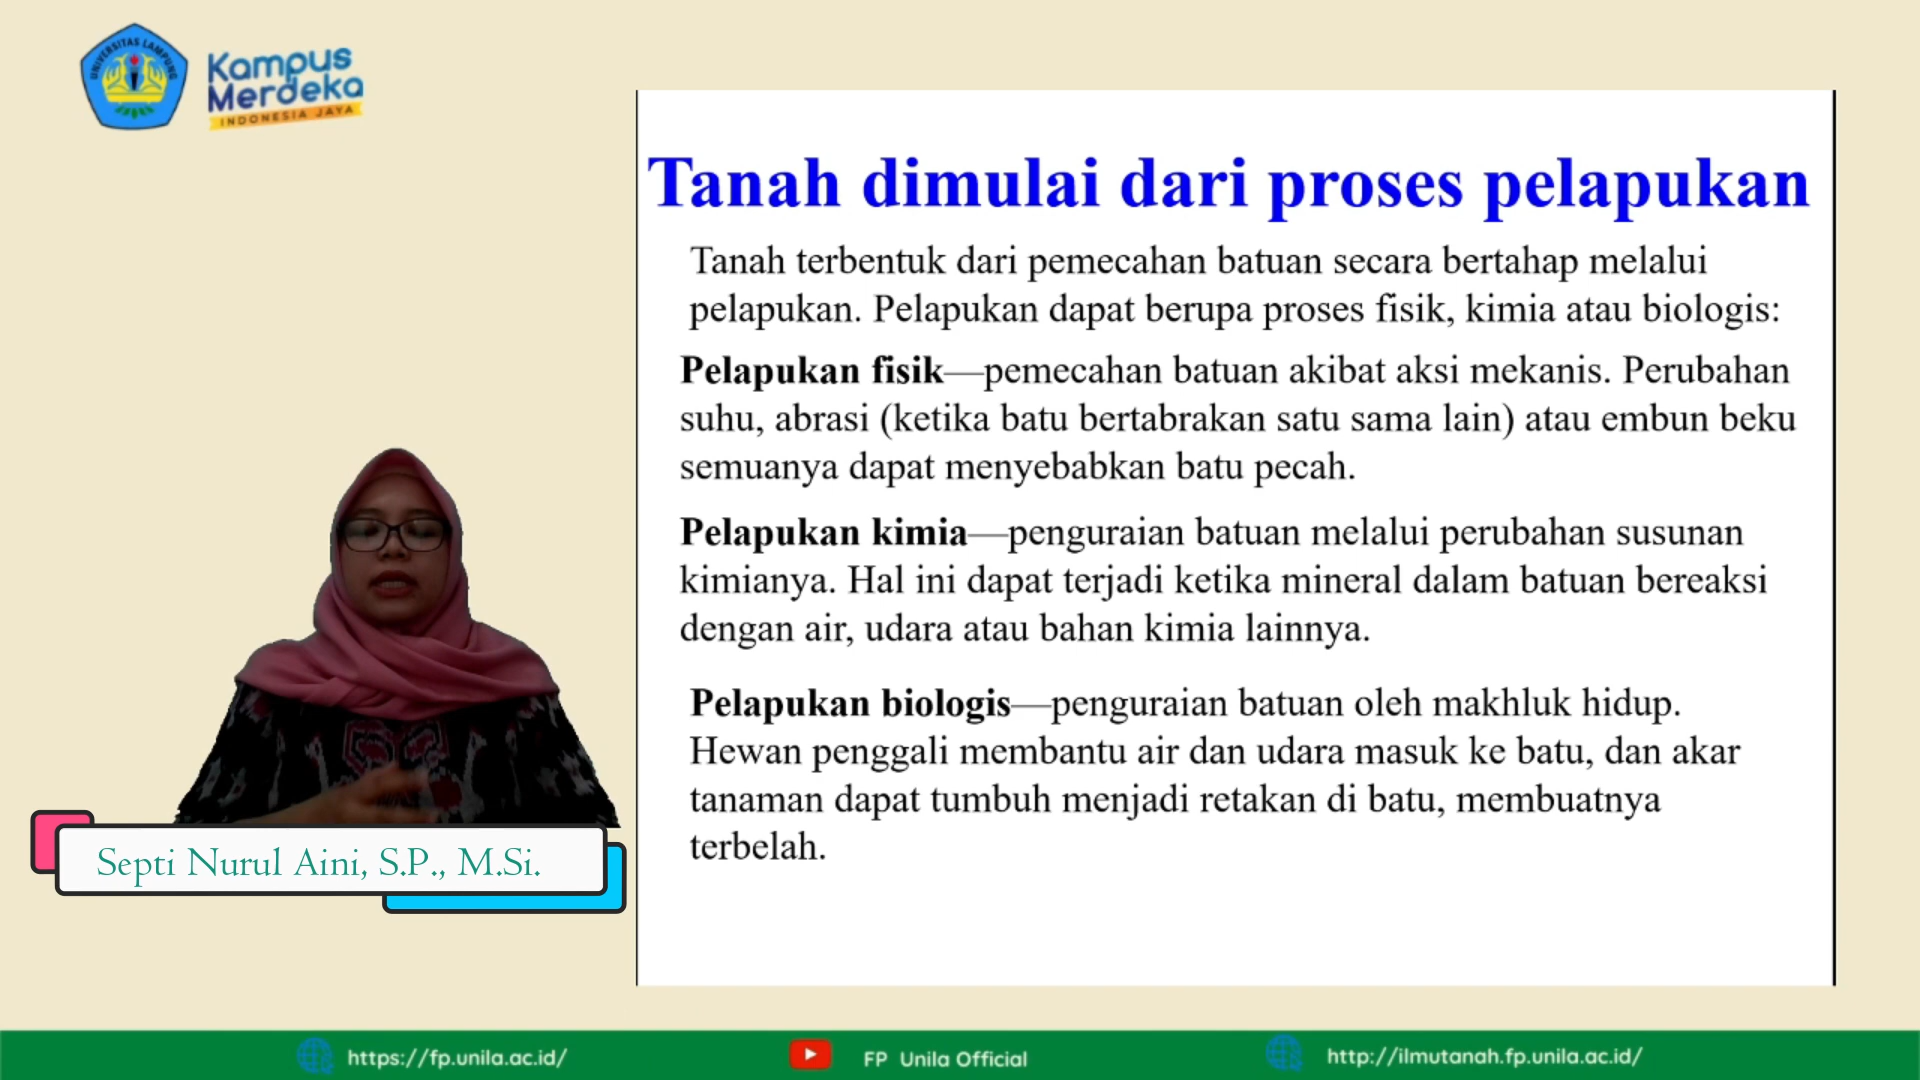 UNIVERSITAS LAMPUNG
Kampus
Merdeka
INDONESIA JAYA
Tanah dimulai dari proses pelapukan
Tanah terbentuk dari pemecahan batuan secara bertahap melalui
pelapukan. Pelapukan dapat berupa proses fisik, kimia atau biologis:
Pelapukan fisik—pemecahan batuan akibat aksi mekanis. Perubahan
suhu, abrasi (ketika batu bertabrakan satu sama lain) atau embun beku
semuanya dapat menyebabkan batu pecah.
Pelapukan kimia—penguraian batuan melalui perubahan susunan
kimianya. Hal ini dapat terjadi ketika mineral dalam batuan bereaksi
dengan air, udara atau bahan kimia lainnya.
Pelapukan biologis—penguraian batuan oleh makhluk hidup.
Hewan penggali membantu air dan udara masuk ke batu, dan akar
tanaman dapat tumbuh menjadi retakan di batu, membuatnya
terbelah.
Septi Nurul Aini, S.P., M.Si.
https://fp.unila.ac.id/
FP Unila Official
http://ilmutanah.fp.unila.ac.id/